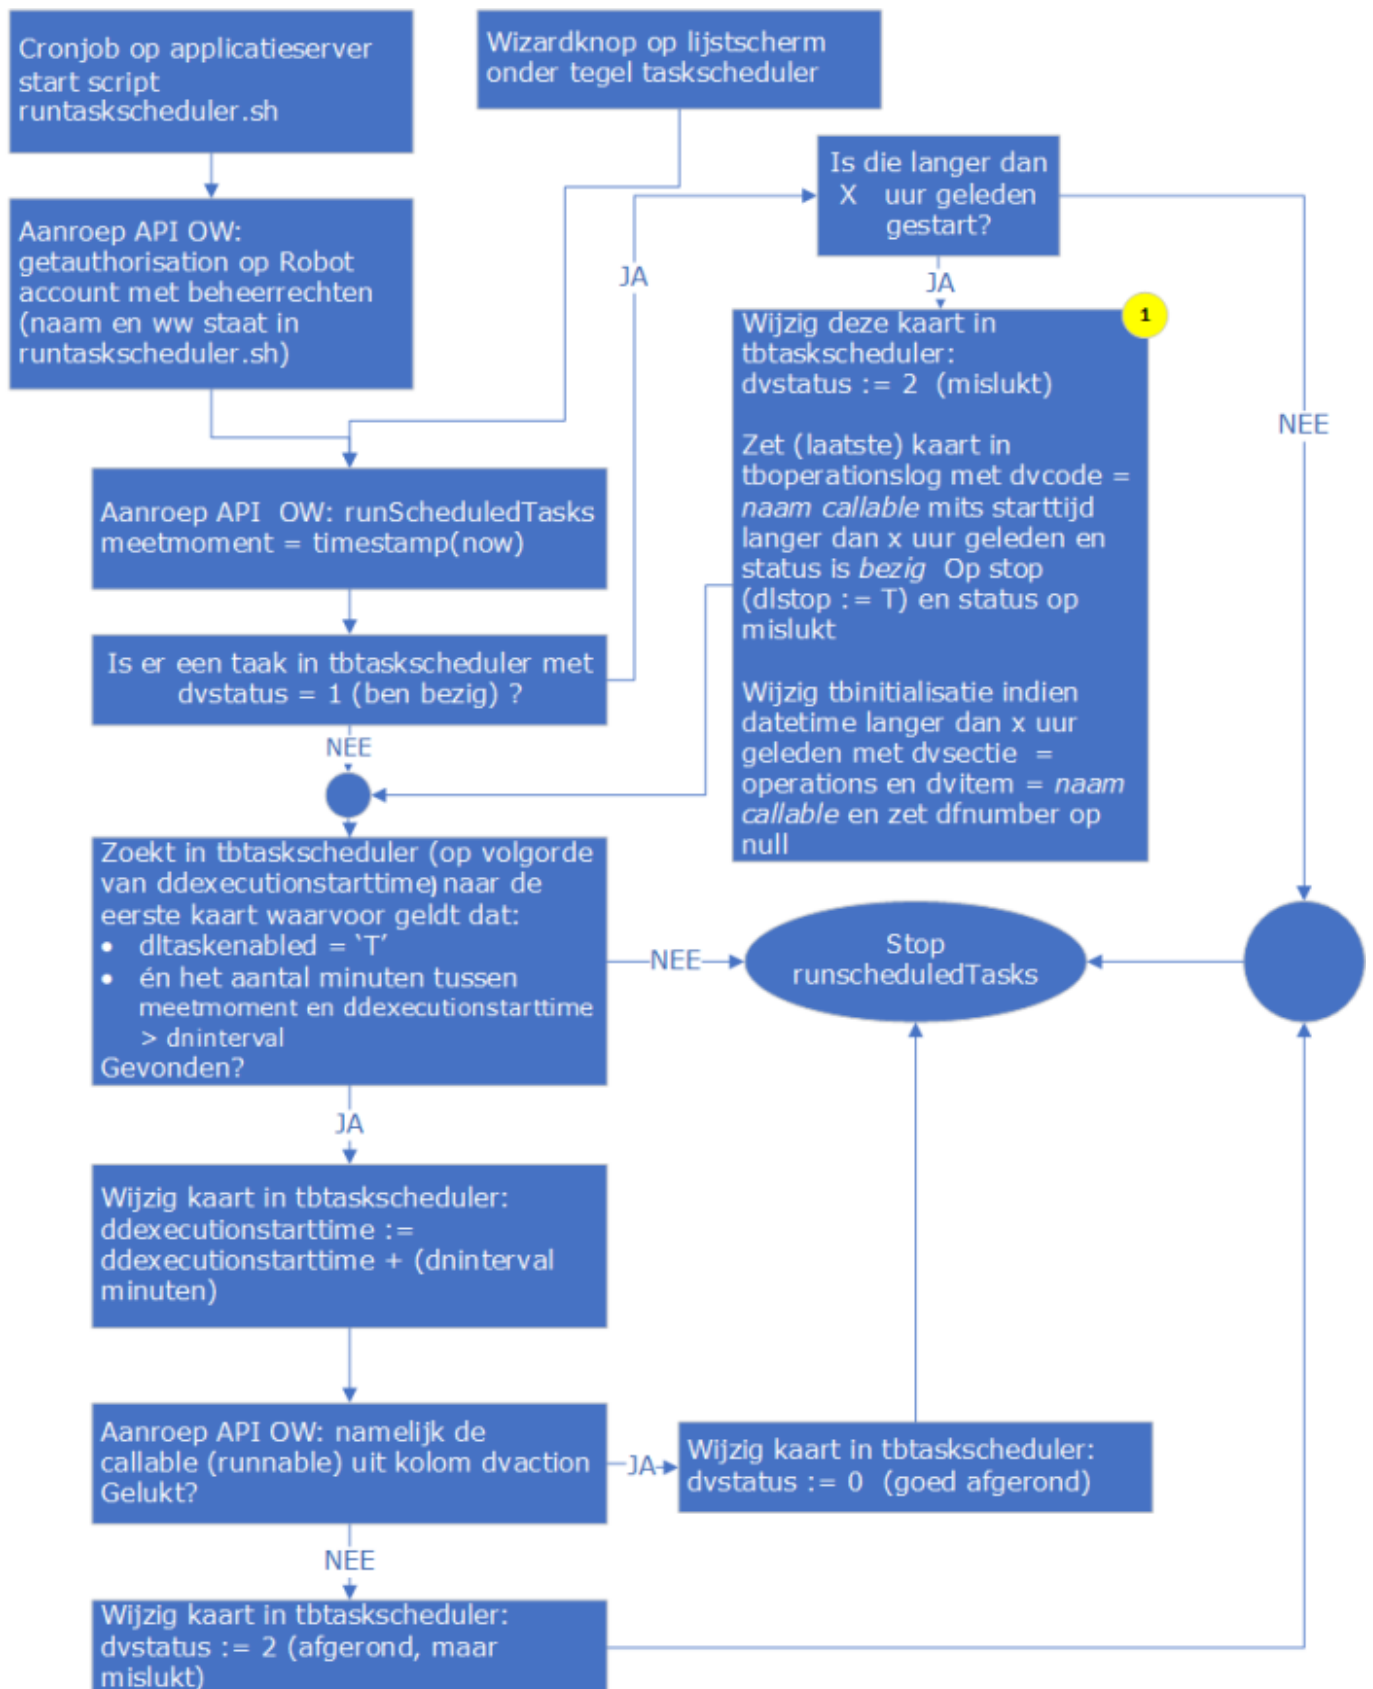 Cronjob op applicatieserver
start script
runtaskscheduler.sh
Wizardknop op lijstscherm
onder tegel taskscheduler
Is die langer dan
X uur geleden
gestart?
Aanroep API OW:
getauthorisation op Robot
account met beheerrechten
(naam en ww staat in
runtaskscheduler.sh)
JA
JA
1
Wijzig deze kaart in
tbtaskscheduler:
dvstatus := 2 (mislukt)
Zet (laatste) kaart in
tboperationslog met dvcode =
naam callable mits starttijd
langer dan x uur geleden en
status is bezig Op stop
(dlstop := T) en status op
mislukt
Wijzig tbinitialisatie indien
datetime langer dan x uur
geleden met dvsectie =
operations en dvitem = naam
callable en zet dfnumber op
null
NEE
Aanroep API OW: runScheduledTasks
meetmoment = timestamp(now)
Is er een taak in tbtaskscheduler met
dvstatus = 1 (ben bezig) ?
NEE
Zoekt in tbtaskscheduler (op volgorde
van ddexecutionstarttime) naar de
eerste kaart waarvoor geldt dat:
• dltaskenabled = ‘T’
• én het aantal minuten tussen
meetmoment en ddexecutionstarttime
> dninterval
Gevonden?
NEE
Stop
runscheduledTasks
JA
Wijzig kaart in tbtaskscheduler:
ddexecutionstarttime :=
ddexecutionstarttime + (dninterval
minuten)
Aanroep API OW: namelijk de
callable (runnable) uit kolom dvaction
Gelukt?
JA
Wijzig kaart in tbtaskscheduler:
dvstatus := 0 (goed afgerond)
NEE
Wijzig kaart in tbtaskscheduler:
dvstatus := 2 (afgerond, maar
mislukt)